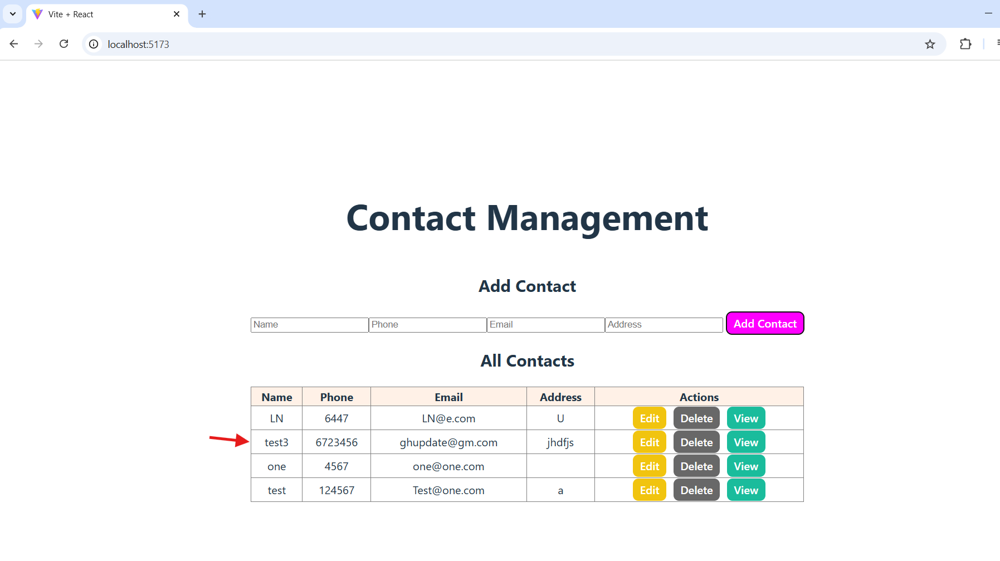 Vite + React
localhost:5173
Contact Management
Add Contact
Name Phone Email Address Add Contact
All Contacts
Name Phone Email Address Actions
LN 6447 LN@e.com U Edit Delete View
test3 6723456 ghupdate@gm.com jhdfjs Edit Delete View
one 4567 one@one.com Edit Delete View
test 124567 Test@one.com a Edit Delete View